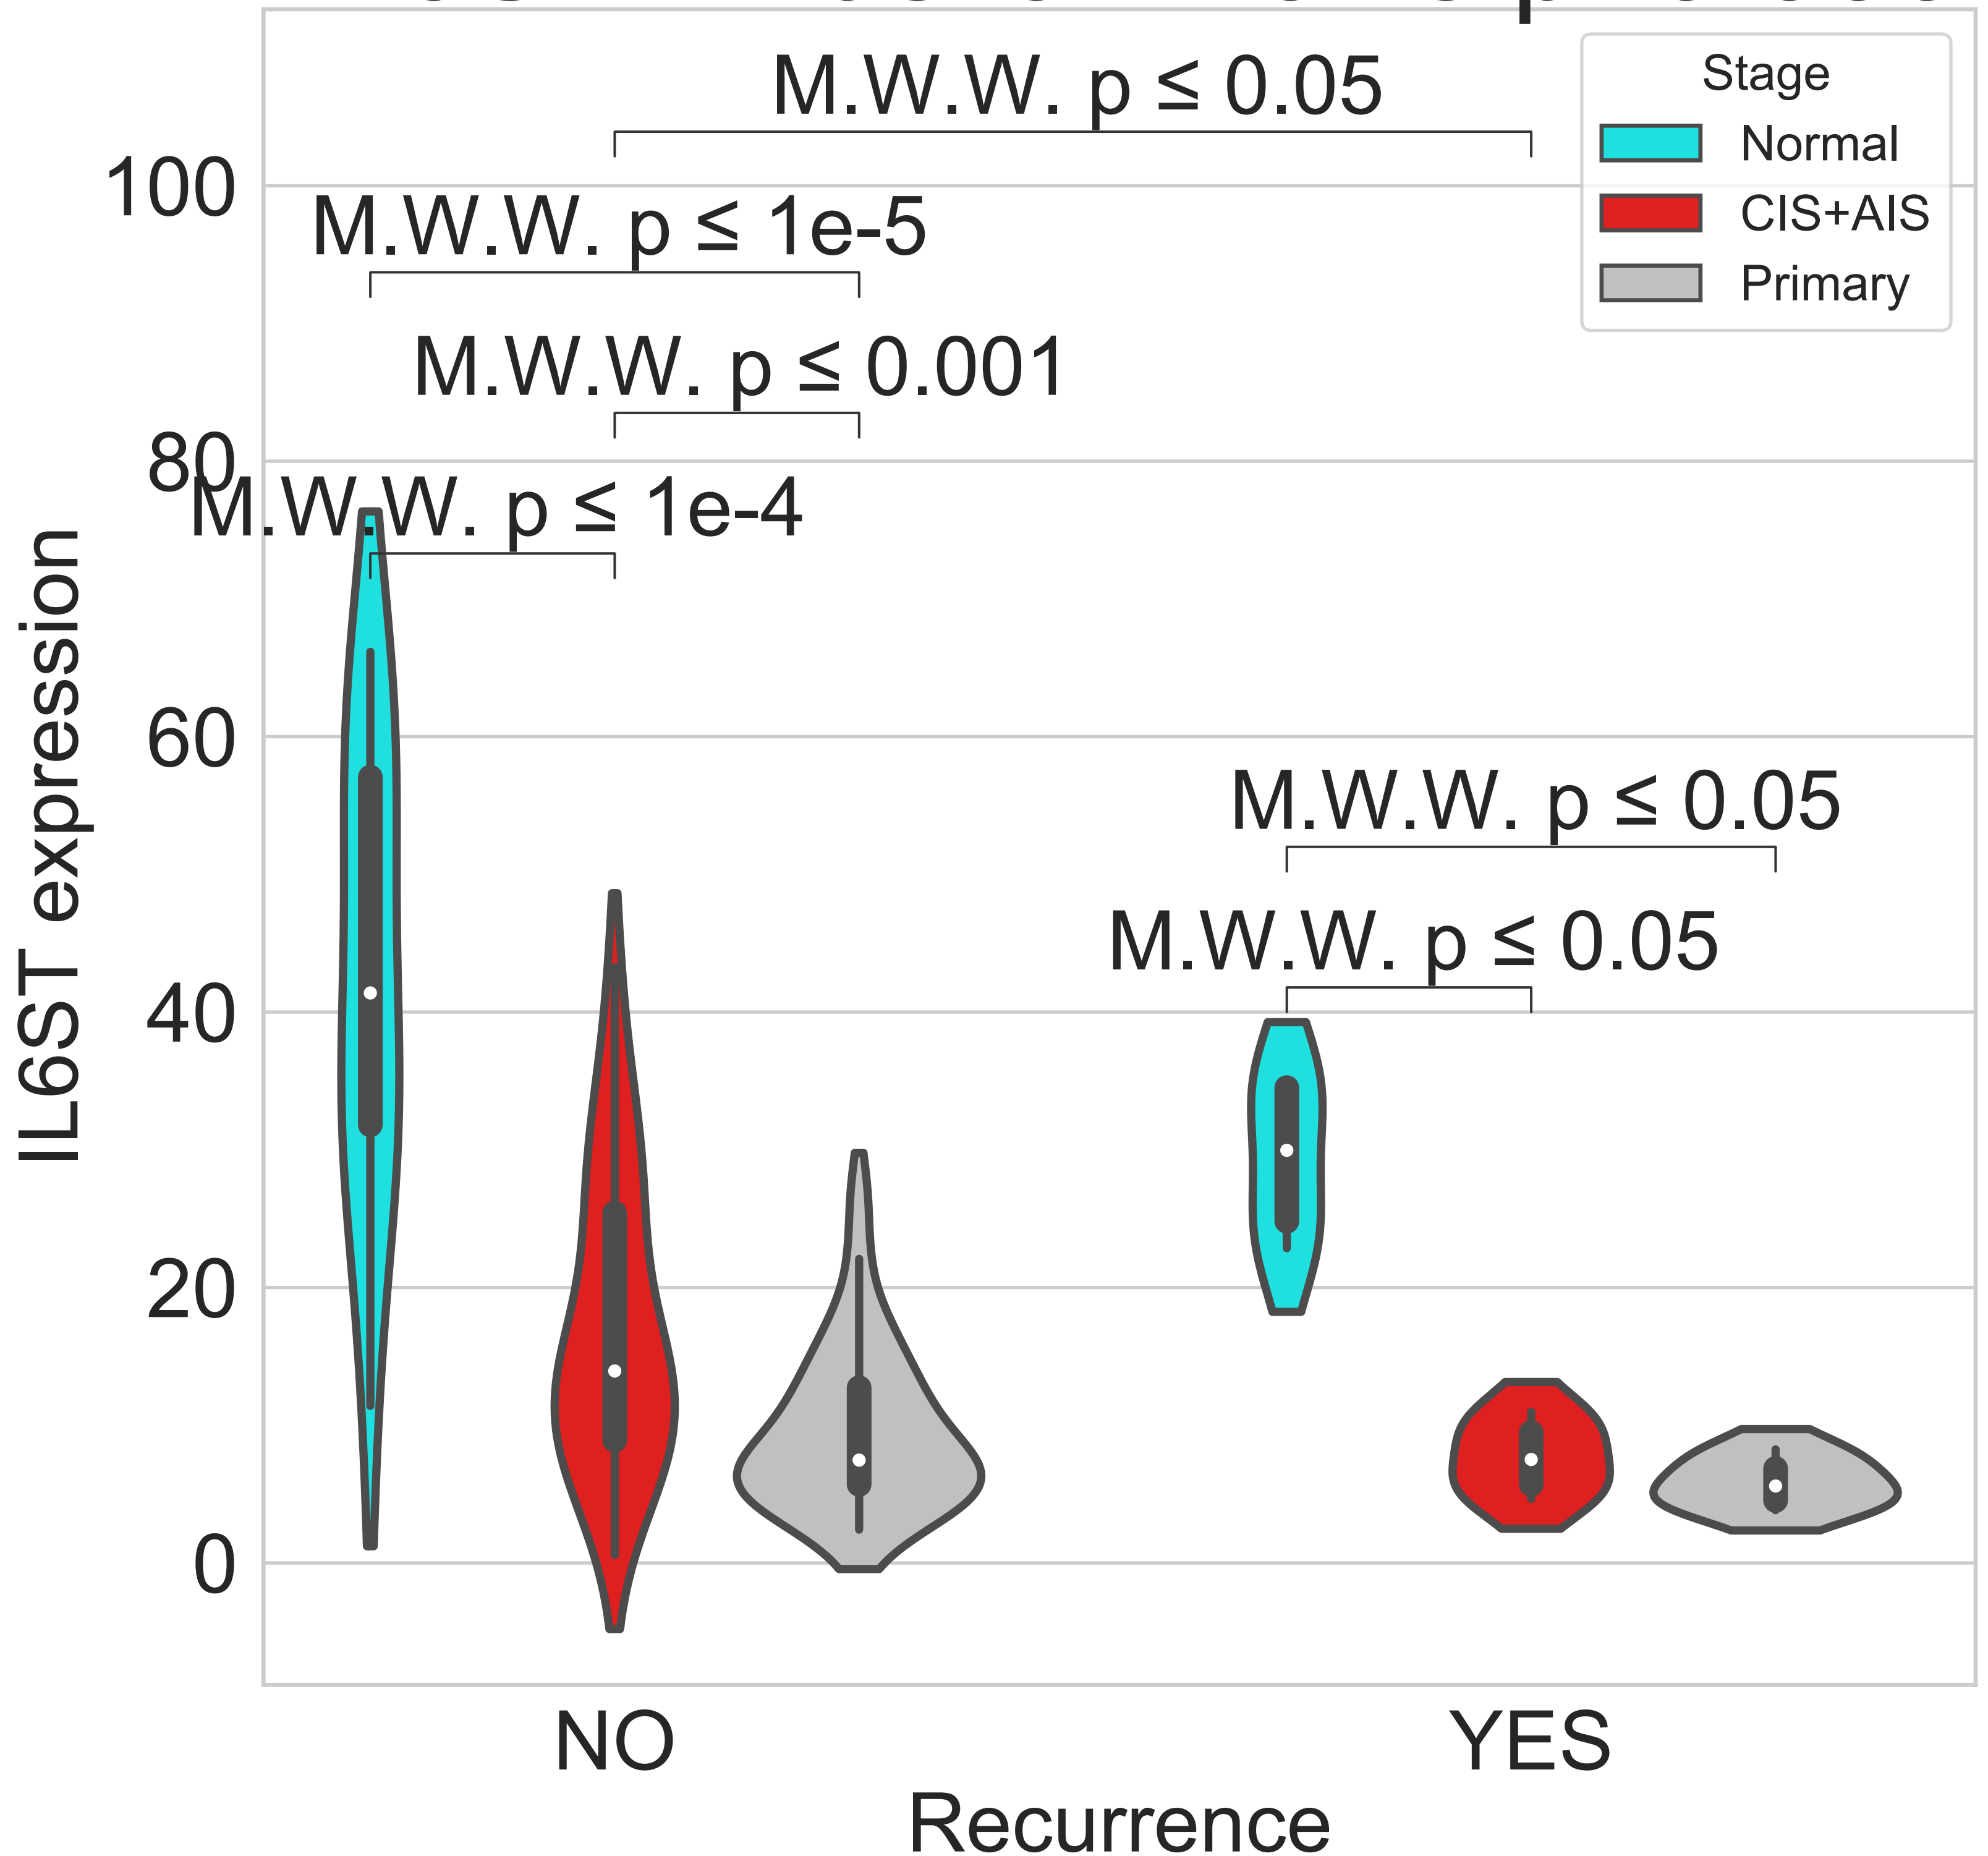 M.W.W. p ≤ 0.05
Stage
Normal
CIS+AIS
Primary
100
M.W.W. p ≤ 1e-5
M.W.W. p ≤ 0.001
80
M.W.W. p ≤ 1e-4
60
M.W.W. p ≤ 0.05
M.W.W. p ≤ 0.05
40
20
0
IL6ST expression
NO
YES
Recurrence